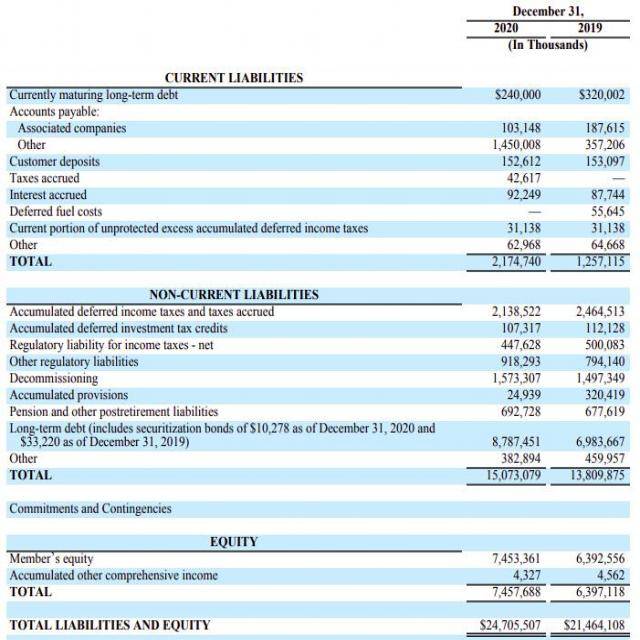 December 31,
2020 2019
(In Thousands)
CURRENT LIABILITIES
Currently maturing long-term debt $240,000 $320,002
Accounts payable:
Associated companies 103,148 187,615
Other 1,450,008 357,206
Customer deposits 152,612 153,097
Taxes accrued 42,617 —
Interest accrued 92,249 87,744
Deferred fuel costs — 55,645
Current portion of unprotected excess accumulated deferred income taxes 31,138 31,138
Other 62,968 64,668
TOTAL 2,174,740 1,257,115
NON-CURRENT LIABILITIES
Accumulated deferred income taxes and taxes accrued 2,138,522 2,464,513
Accumulated deferred investment tax credits 107,317 112,128
Regulatory liability for income taxes - net 447,628 500,083
Other regulatory liabilities 918,293 794,140
Decommissioning 1,573,307 1,497,349
Accumulated provisions 24,939 320,419
Pension and other postretirement liabilities 692,728 677,619
Long-term debt (includes securitization bonds of $10,278 as of December 31, 2020 and
$33,220 as of December 31, 2019) 8,787,451 6,983,667
Other 382,894 459,957
TOTAL 15,073,079 13,809,875
Commitments and Contingencies
EQUITY
Member's equity 7,453,361 6,392,556
Accumulated other comprehensive income 4,327 4,562
TOTAL 7,457,688 6,397,118
TOTAL LIABILITIES AND EQUITY $24,705,507 $21,464,108